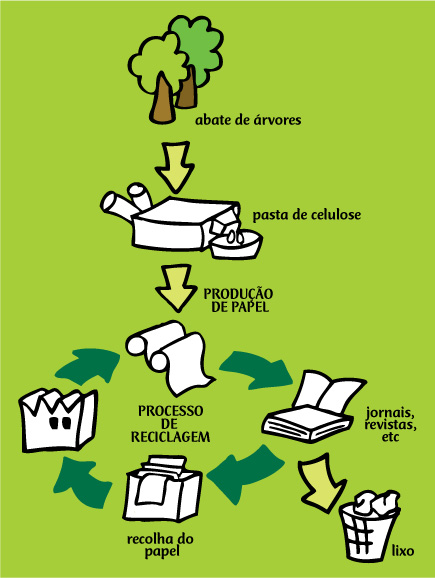 abate de árvores
pasta de celulose
PRODUÇÃO
DE PAPEL
PROCESSO
DE
RECICLAGEM
jornais,
revistas,
etc
recolha do
papel
lixo